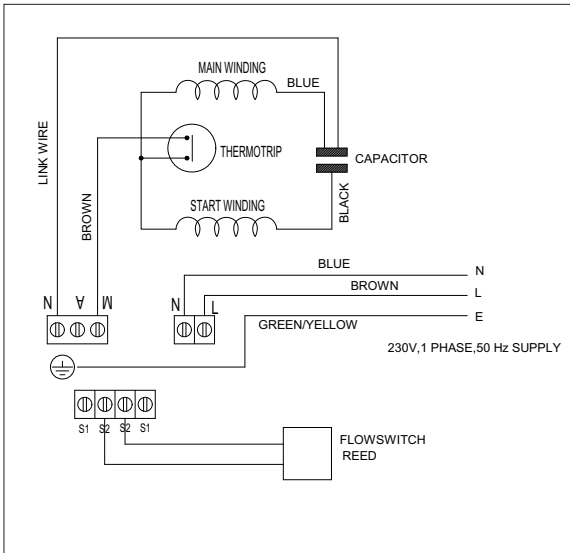 MAIN WINDING
BLUE
LINK WIRE
THERMOTRIP
CAPACITOR
BROWN
START WINDING
BLACK
BLUE
N
BROWN
L
N A M
N L
GREEN/YELLOW
E
230V,1 PHASE,50 Hz SUPPLY
S1 S2 S2 S1
FLOWSWITCH
REED